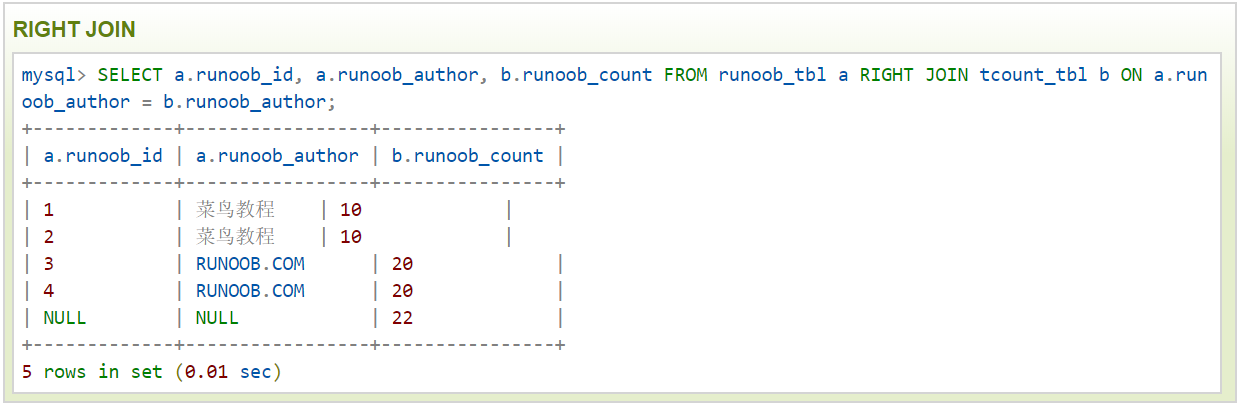 RIGHT JOIN
mysql> SELECT a.runoob_id, a.runoob_author, b.runoob_count FROM runoob_tbl a RIGHT JOIN tcount_tbl b ON a.run
oob_author = b.runoob_author;
+-------------+-----------------+----------------+
| a.runoob_id | a.runoob_author | b.runoob_count |
+-------------+-----------------+----------------+
| 1           | 菜鸟教程    | 10             |
| 2           | 菜鸟教程    | 10             |
| 3           | RUNOOB.COM      | 20             |
| 4           | RUNOOB.COM      | 20             |
| NULL        | NULL            | 22             |
+-------------+-----------------+----------------+
5 rows in set (0.01 sec)